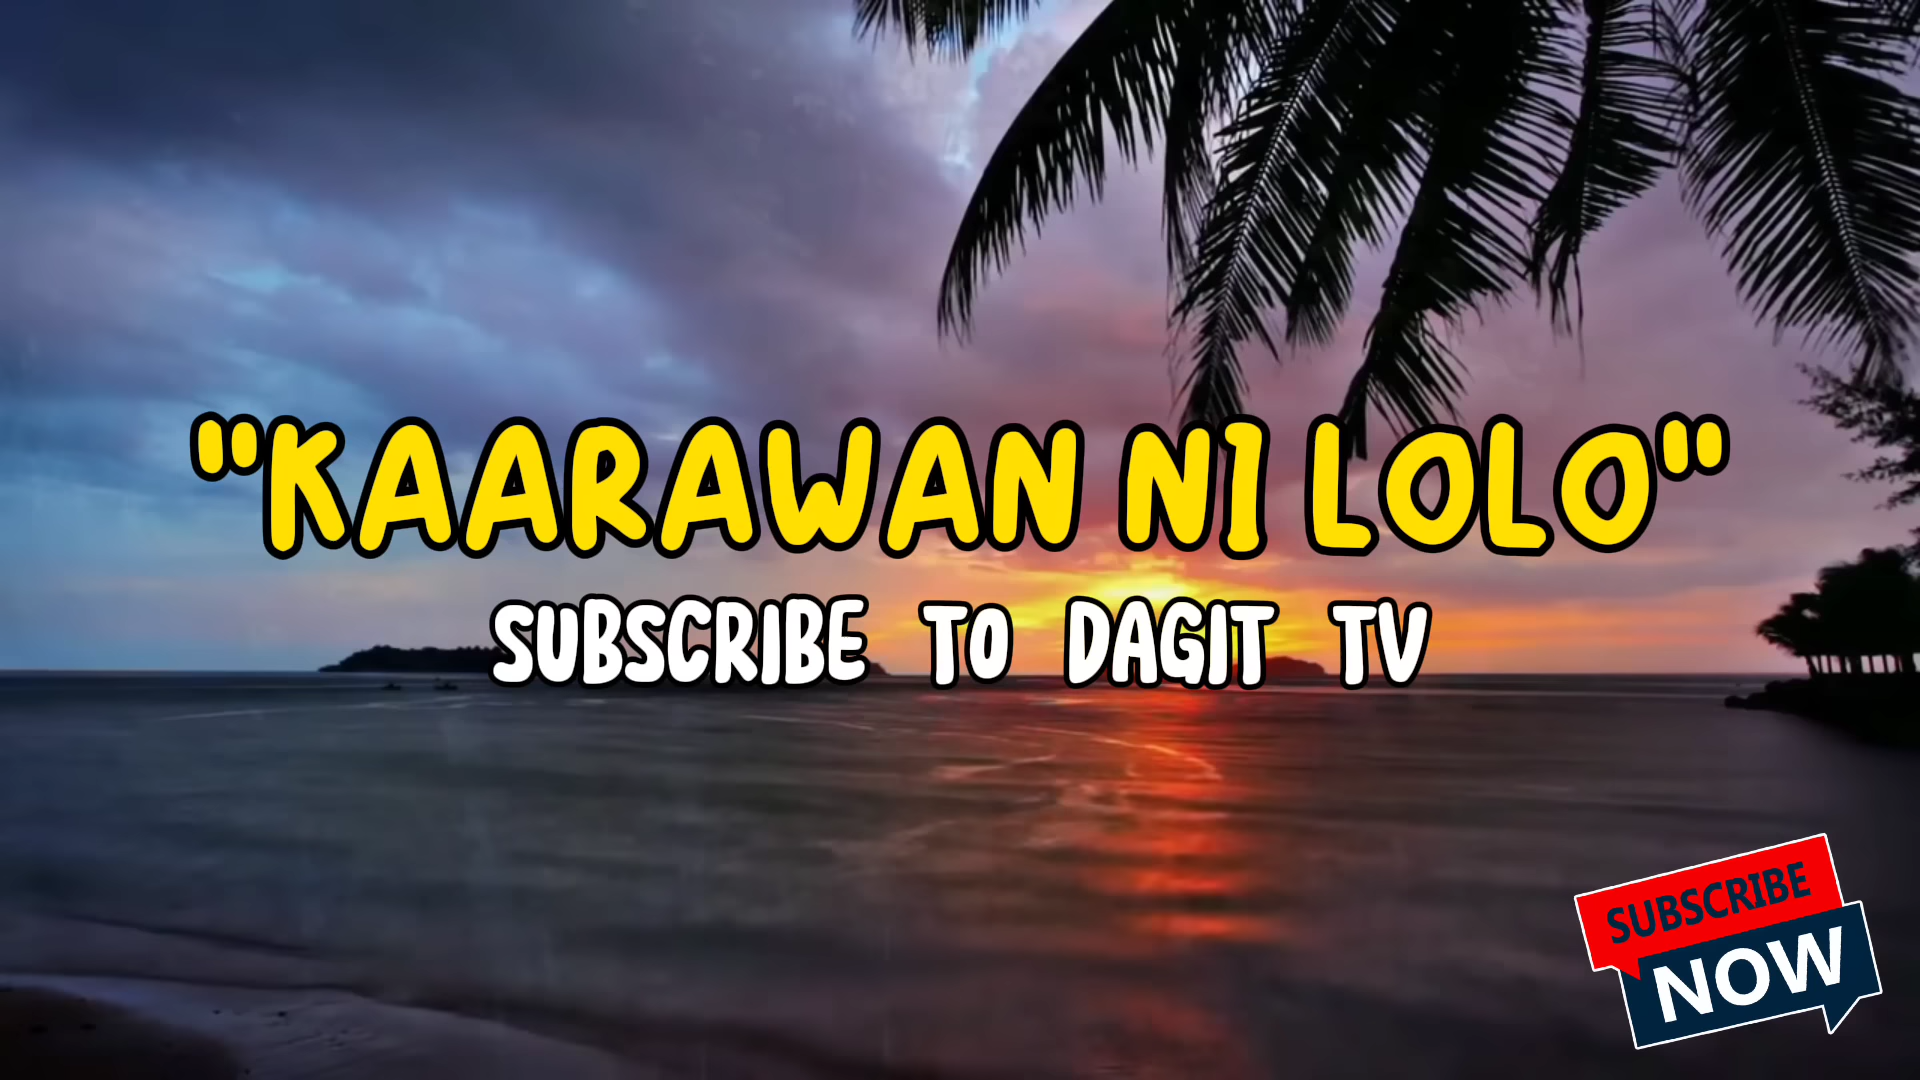 "KAARAWAN NI LOLO"
SUBSCRIBE TO DAGIT TV
SUBSCRIBE
NOW